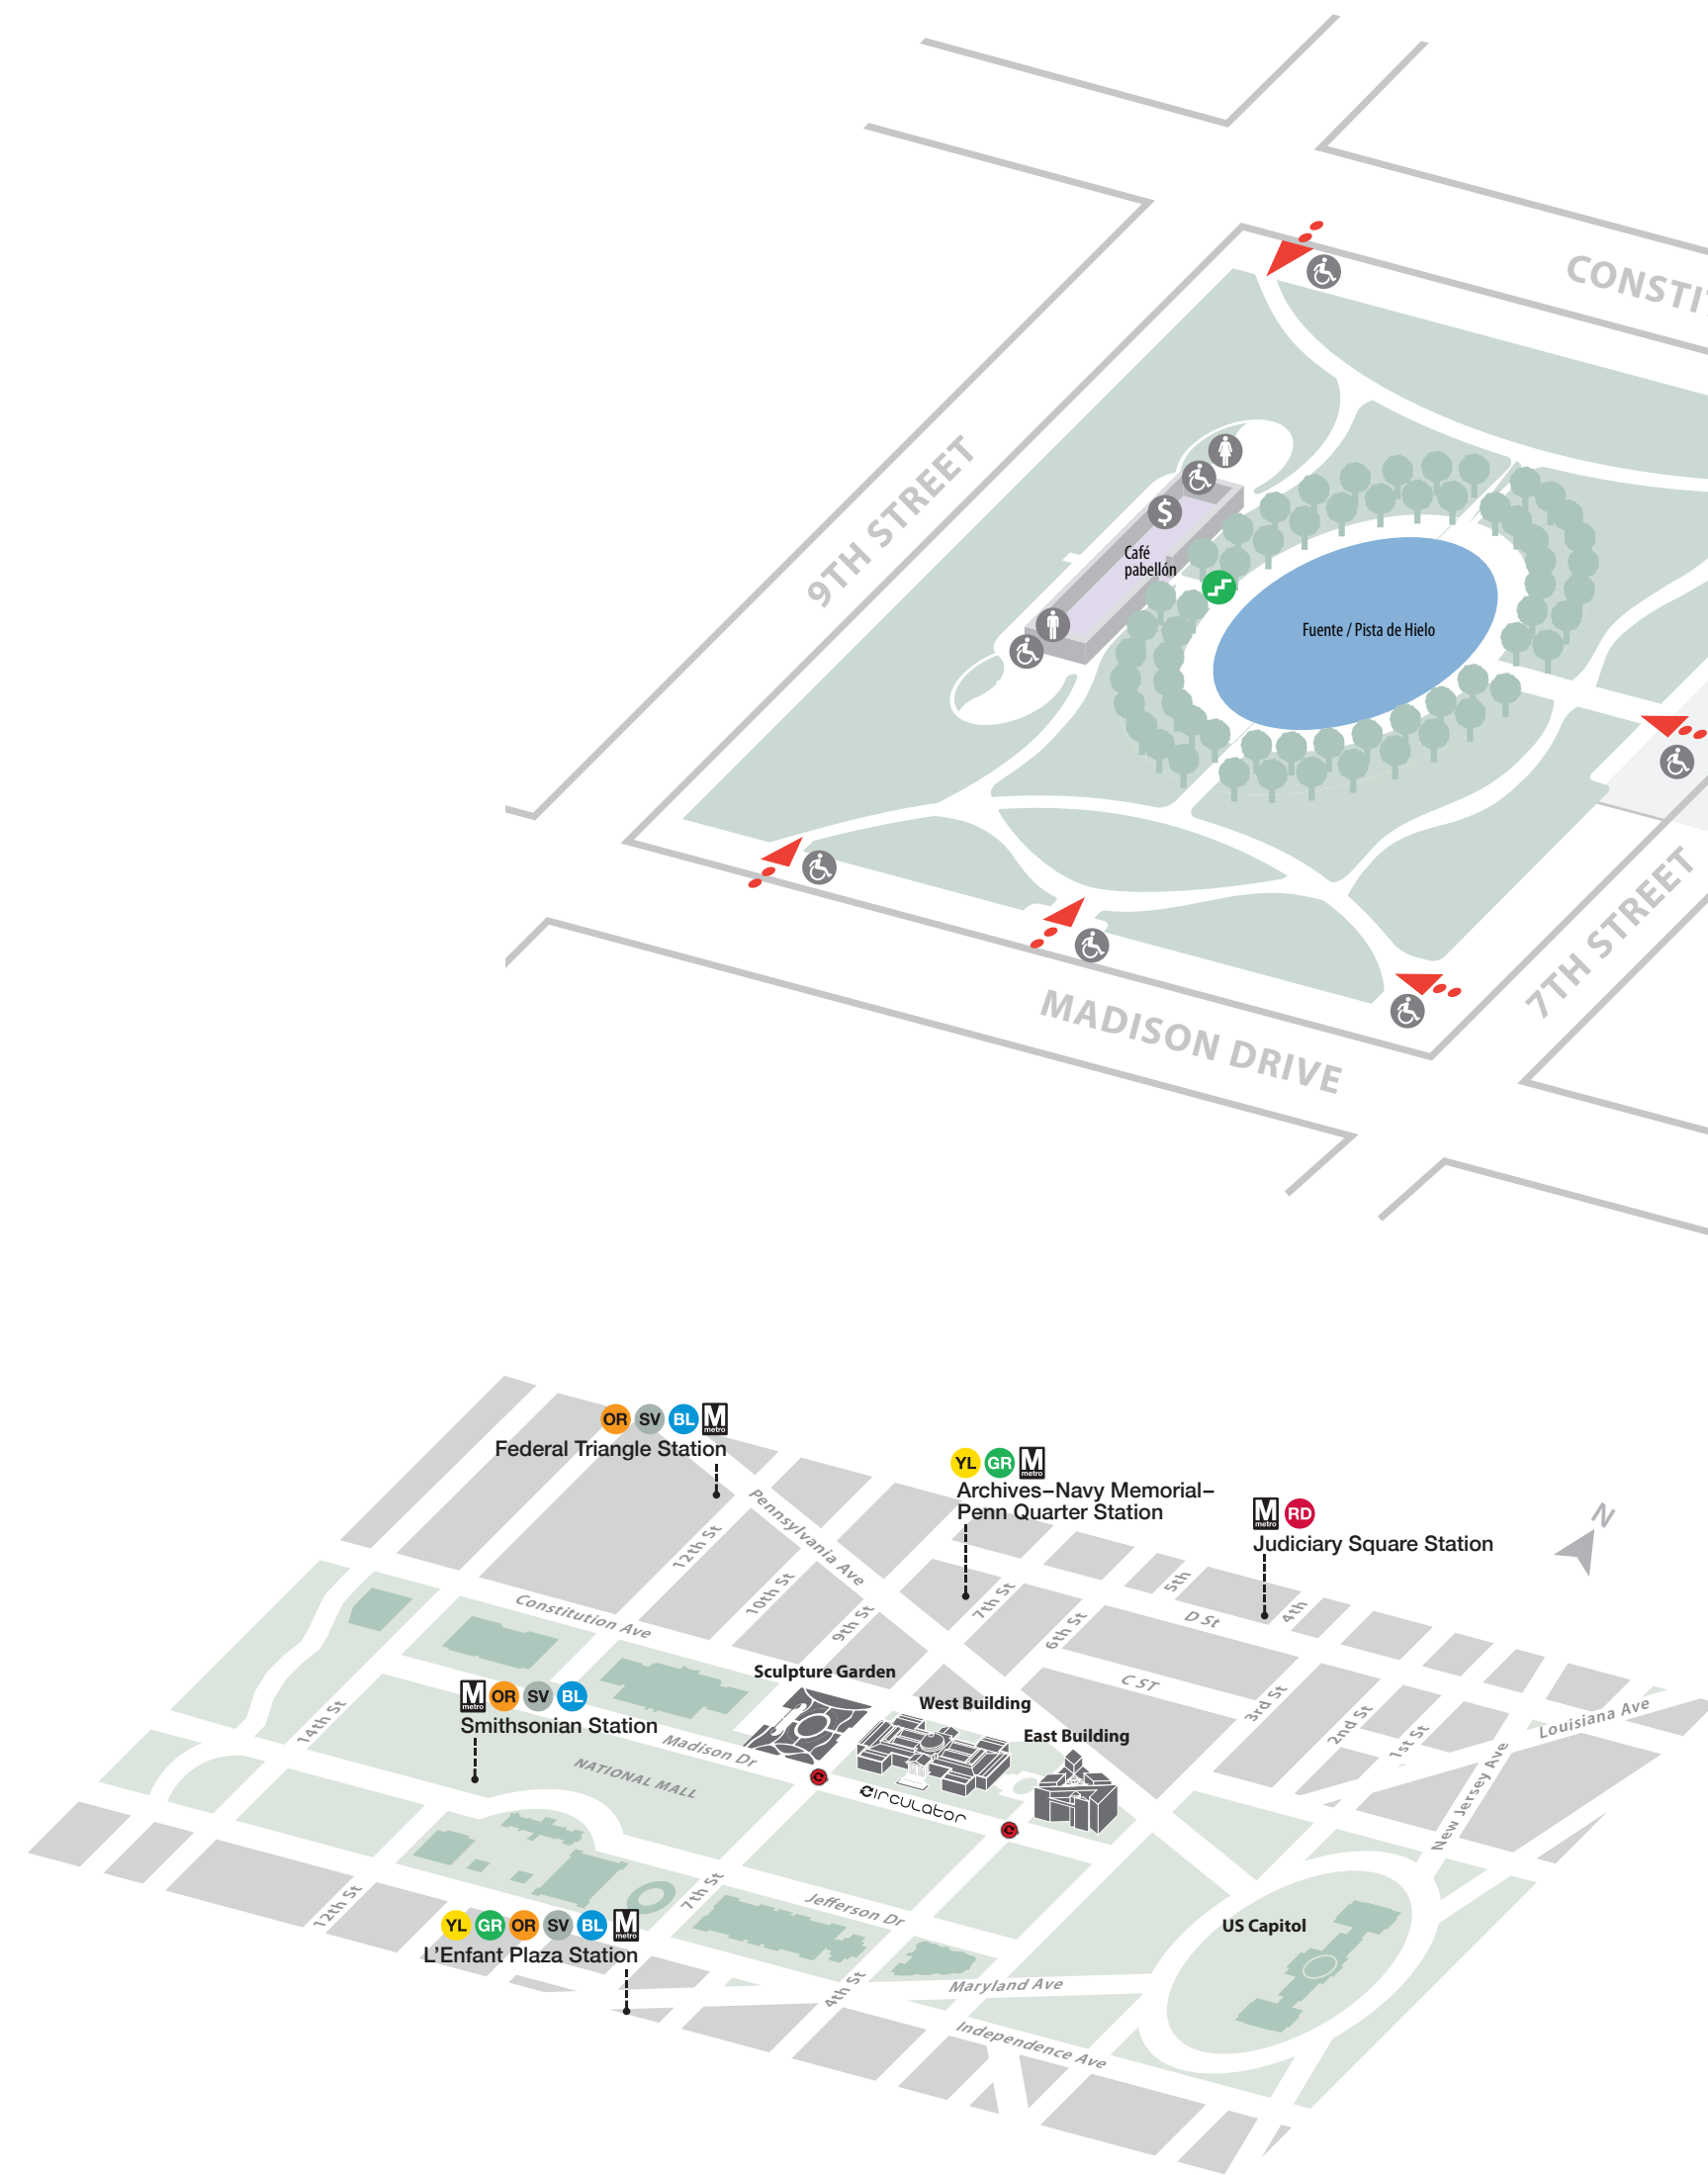 CONSTI
9TH STREET
$
Café
pabellón
Fuente / Pista de Hielo
7TH STREET
MADISON DRIVE
OR SV BL M
metro
Federal Triangle Station
YL GR M
metro
Archives–Navy Memorial–
Penn Quarter Station
M RD
metro
Judiciary Square Station
N
Pennsylvania Ave
12th St
10th St
9th St
7th St
6th St
5th
4th
D St
Constitution Ave
C ST
Sculpture Garden
West Building
East Building
M OR SV BL
metro
Smithsonian Station
14th St
Madison Dr
NATIONAL MALL
circulator
3rd St
2nd St
1st St
Louisiana Ave
New Jersey Ave
12th St
7th St
Jefferson Dr
US Capitol
YL GR OR SV BL M
metro
L’Enfant Plaza Station
4th St
Maryland Ave
Independence Ave